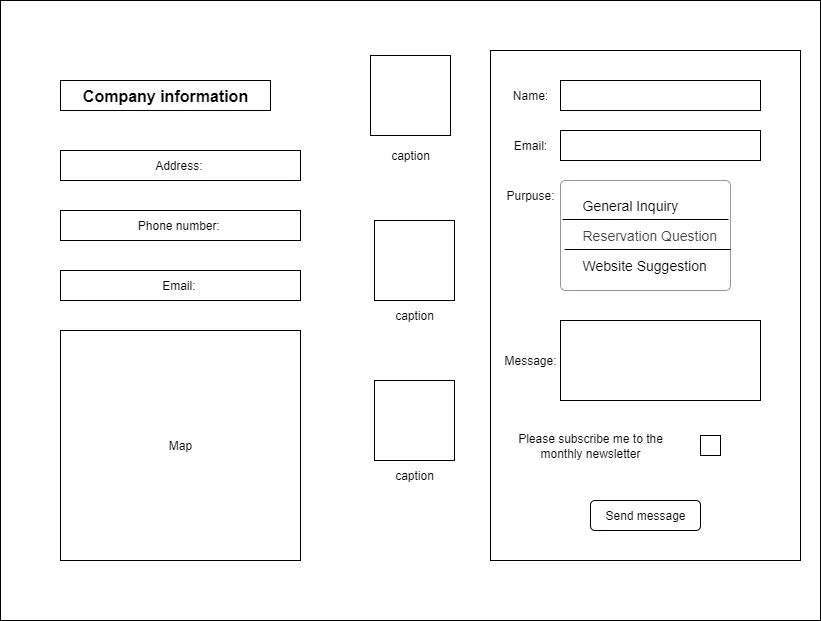 Company information
Address:
Phone number:
Email:
Map
caption
caption
caption
Name:
Email:
Purpuse:
General Inquiry
Reservation Question
Website Suggestion
Message:
Please subscribe me to the
monthly newsletter
Send message